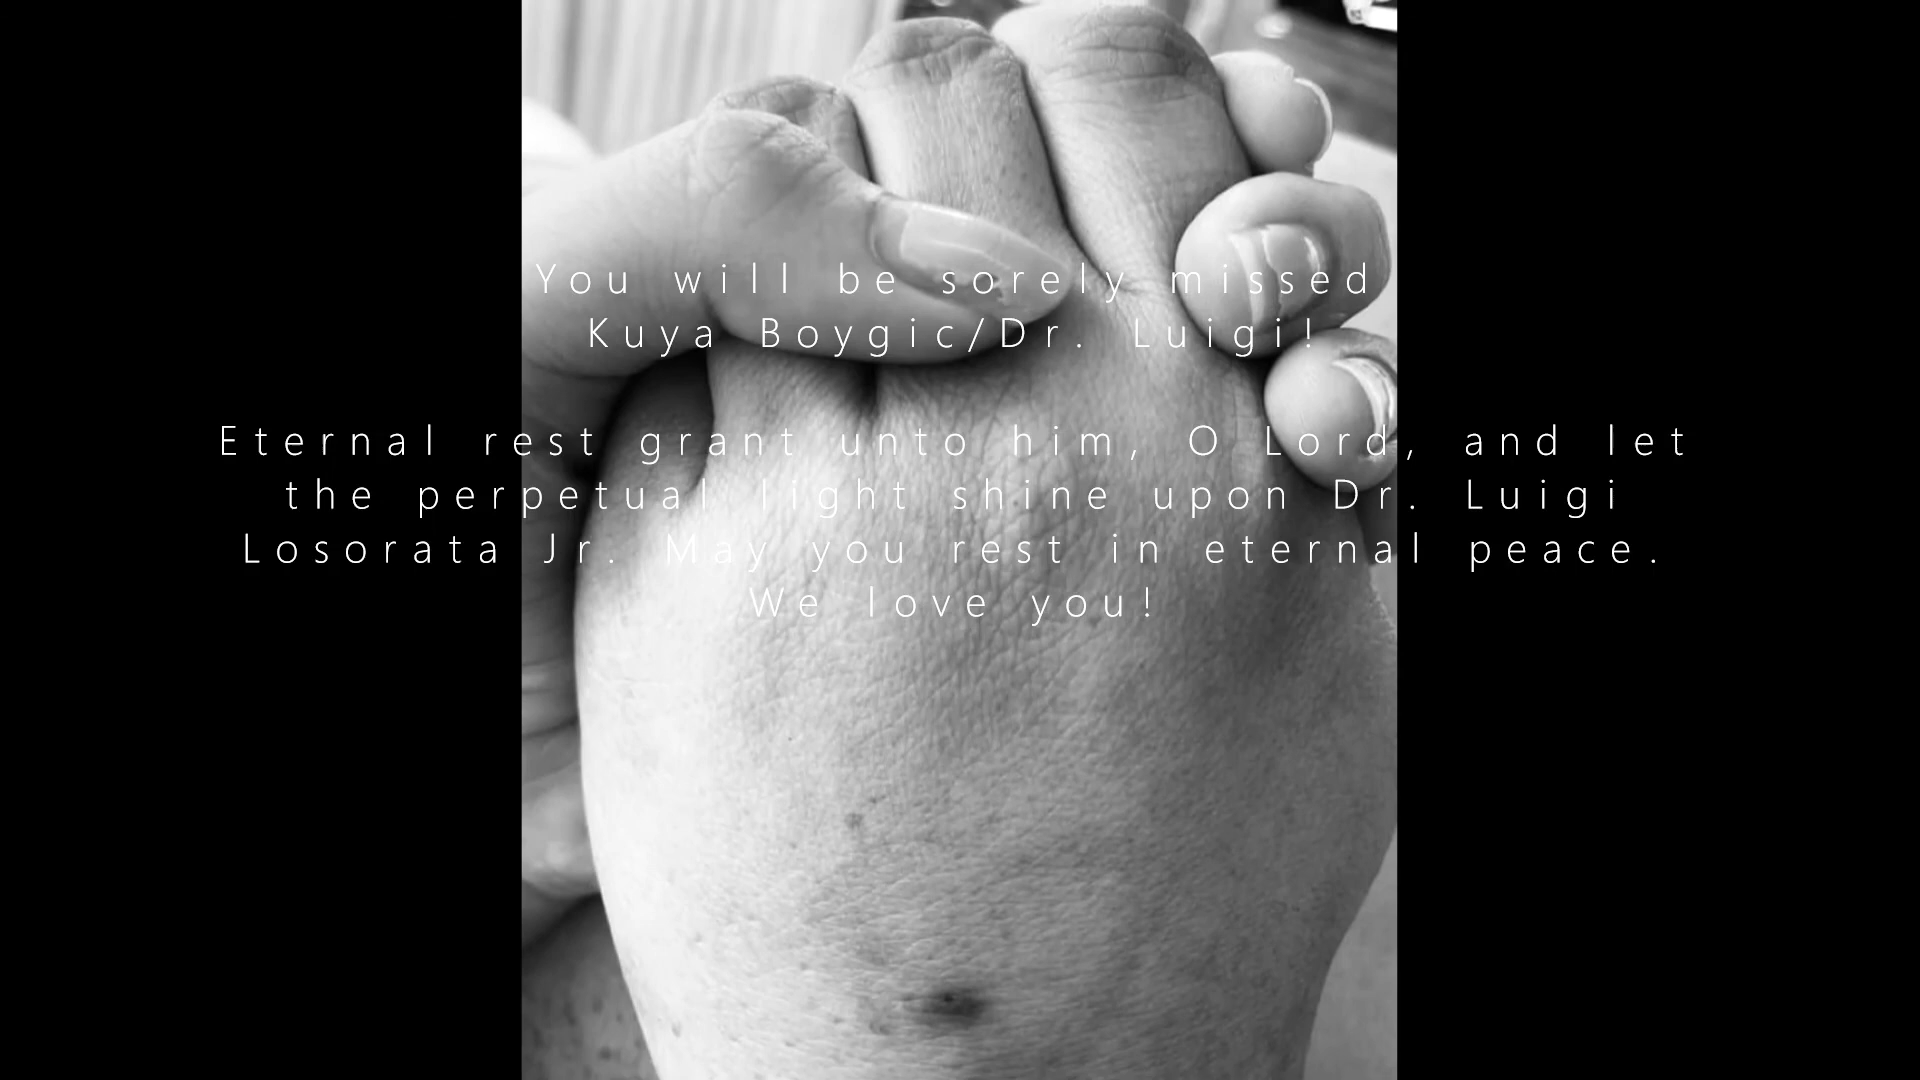 You will be sorely missed
Kuya Boygic/Dr. Luigi!
Eternal rest grant unto him, O Lord, and let
the perpetual light shine upon Dr. Luigi
Losorata Jr. May you rest in eternal peace.
We love you!